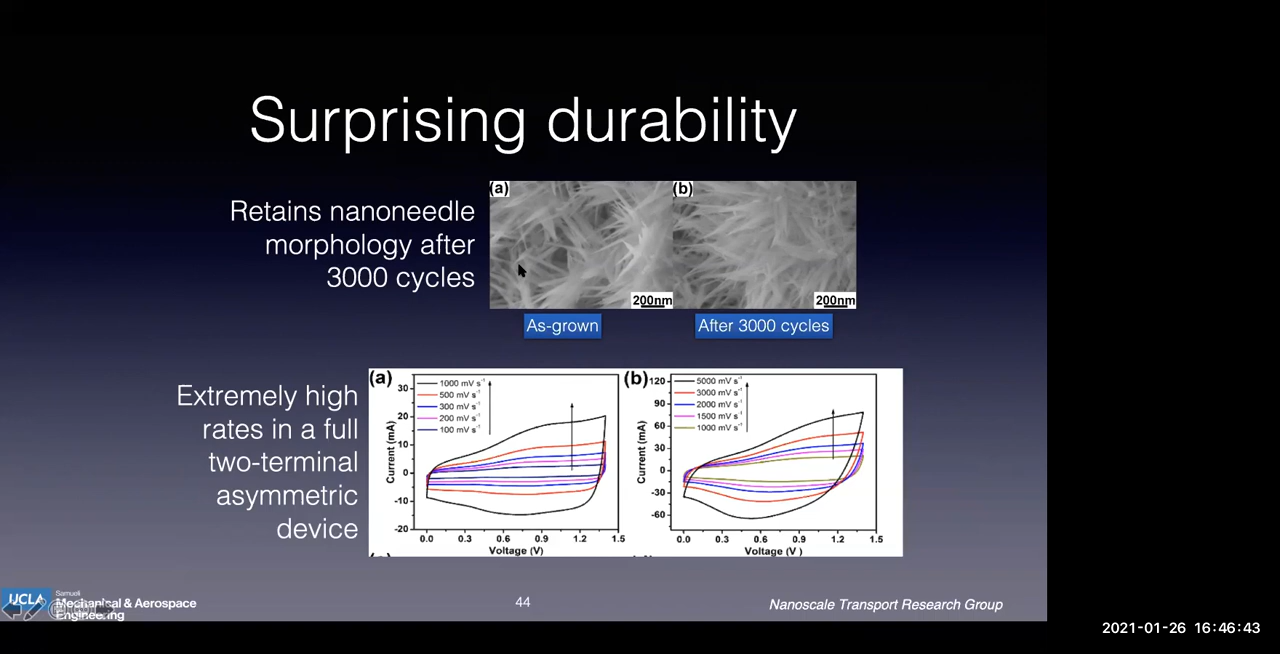 Surprising durability
Retains nanoneedle
morphology after
3000 cycles
(a)
(b)
200nm
200nm
As-grown
After 3000 cycles
Extremely high
rates in a full
two-terminal
asymmetric
device
(a)
1000 mV s⁻¹
500 mV s⁻¹
300 mV s⁻¹
200 mV s⁻¹
100 mV s⁻¹
Current (mA)
30
20
10
0
-10
-20
0.0 0.3 0.6 0.9 1.2 1.5
Voltage (V)
(b)
5000 mV s⁻¹
3000 mV s⁻¹
2000 mV s⁻¹
1500 mV s⁻¹
1000 mV s⁻¹
Current (mA)
120
90
60
30
0
-30
-60
0.0 0.3 0.6 0.9 1.2 1.5
Voltage (V )
UCLA
Samueli
Mechanical & Aerospace
Engineering
44
Nanoscale Transport Research Group
2021-01-26 16:46:43